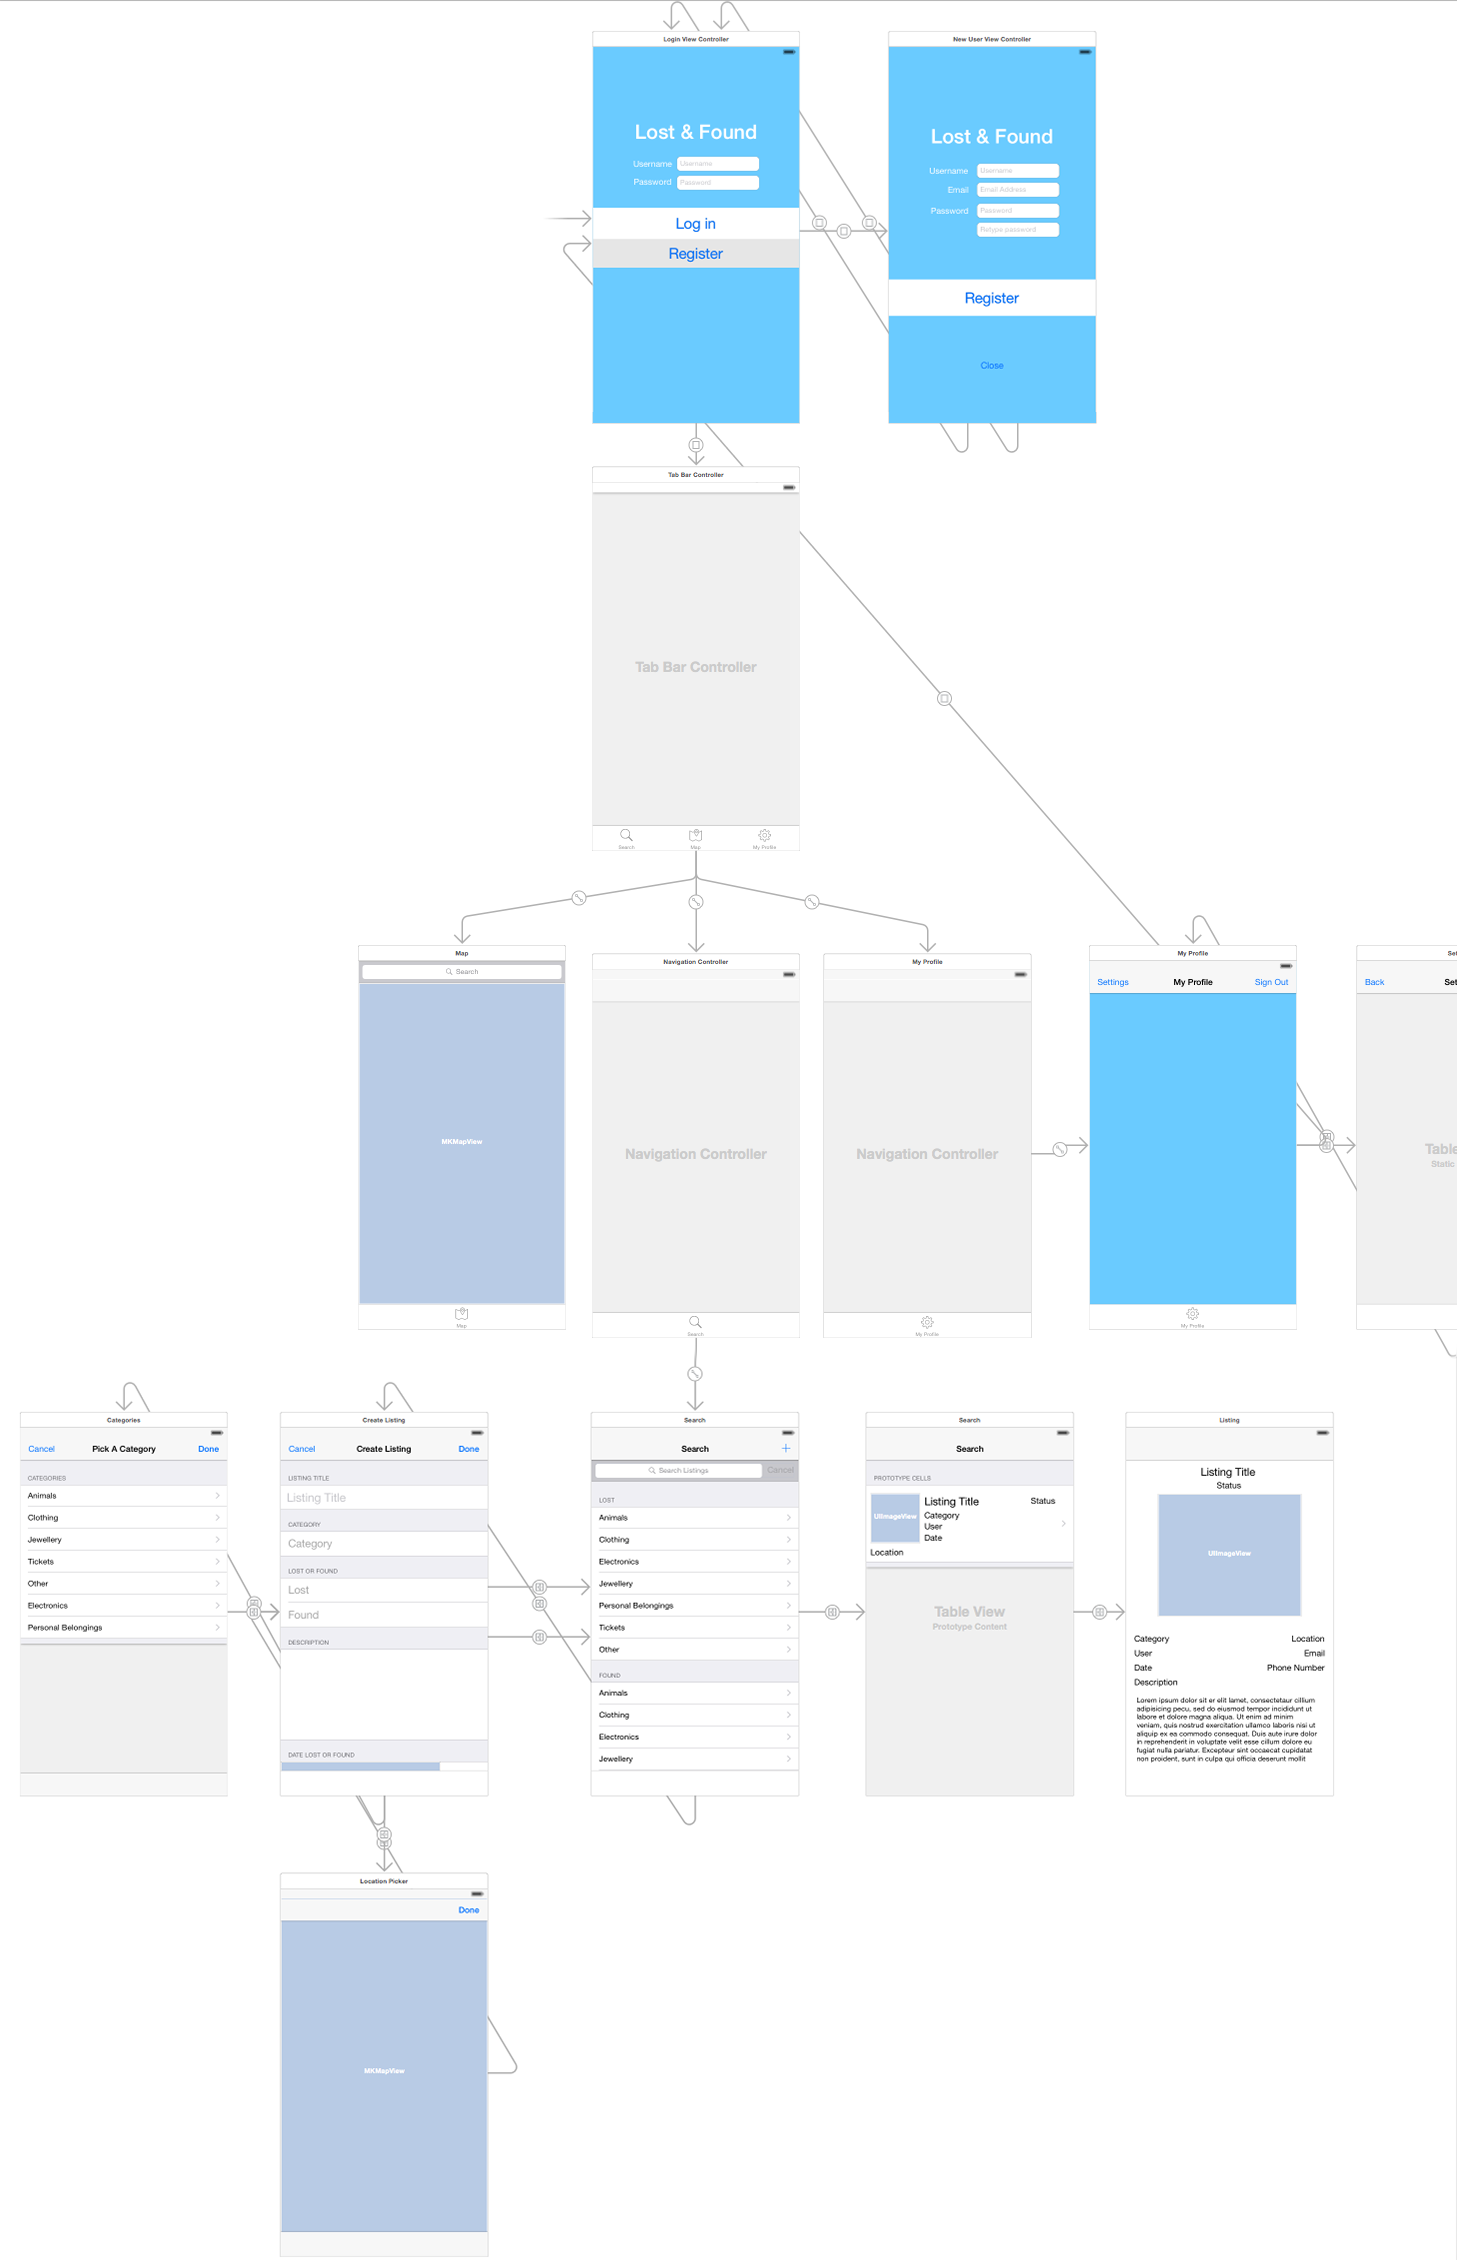 Login View Controller
Lost & Found
Username Username
Password Password
Log in
Register
New User View Controller
Lost & Found
Username Username
Email Email Address
Password Password
Retype password
Register
Close
Tab Bar Controller
Tab Bar Controller
Search Map My Profile
Map
Search
MKMapView
Map
Navigation Controller
Navigation Controller
Search
My Profile
Navigation Controller
My Profile
My Profile
Settings My Profile Sign Out
My Profile
Set
Back Set
Table
Static
Categories
Cancel Pick A Category Done
CATEGORIES
Animals
Clothing
Jewellery
Tickets
Other
Electronics
Personal Belongings
Create Listing
Cancel Create Listing Done
LISTING TITLE
Listing Title
CATEGORY
Category
LOST OR FOUND
Lost
Found
DESCRIPTION
DATE LOST OR FOUND
Search
Search +
Search Listings Cancel
LOST
Animals
Clothing
Electronics
Jewellery
Personal Belongings
Tickets
Other
FOUND
Animals
Clothing
Electronics
Jewellery
Search
Search
PROTOTYPE CELLS
UIImageView
Listing Title Status
Category
User
Date
Location
Table View
Prototype Content
Listing
Listing Title
Status
UIImageView
Category Location
User Email
Date Phone Number
Description
Lorem ipsum dolor sit er elit lamet, consectetaur cillium
adipisicing pecu, sed do eiusmod tempor incididunt ut
labore et dolore magna aliqua. Ut enim ad minim
veniam, quis nostrud exercitation ullamco laboris nisi ut
aliquip ex ea commodo consequat. Duis aute irure dolor
in reprehenderit in voluptate velit esse cillum dolore eu
fugiat nulla pariatur. Excepteur sint occaecat cupidatat
non proident, sunt in culpa qui officia deserunt mollit
Location Picker
Done
MKMapView